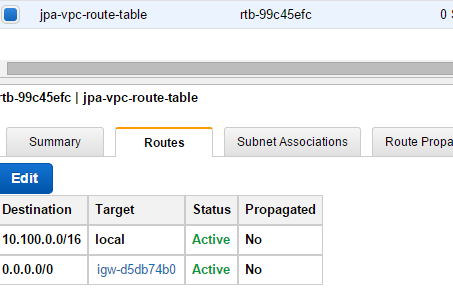 jpa-vpc-route-table rtb-99c45efc 0
rtb-99c45efc | jpa-vpc-route-table
Summary Routes Subnet Associations Route Propa
Edit
Destination Target Status Propagated
10.100.0.0/16 local Active No
0.0.0.0/0 igw-d5db74b0 Active No